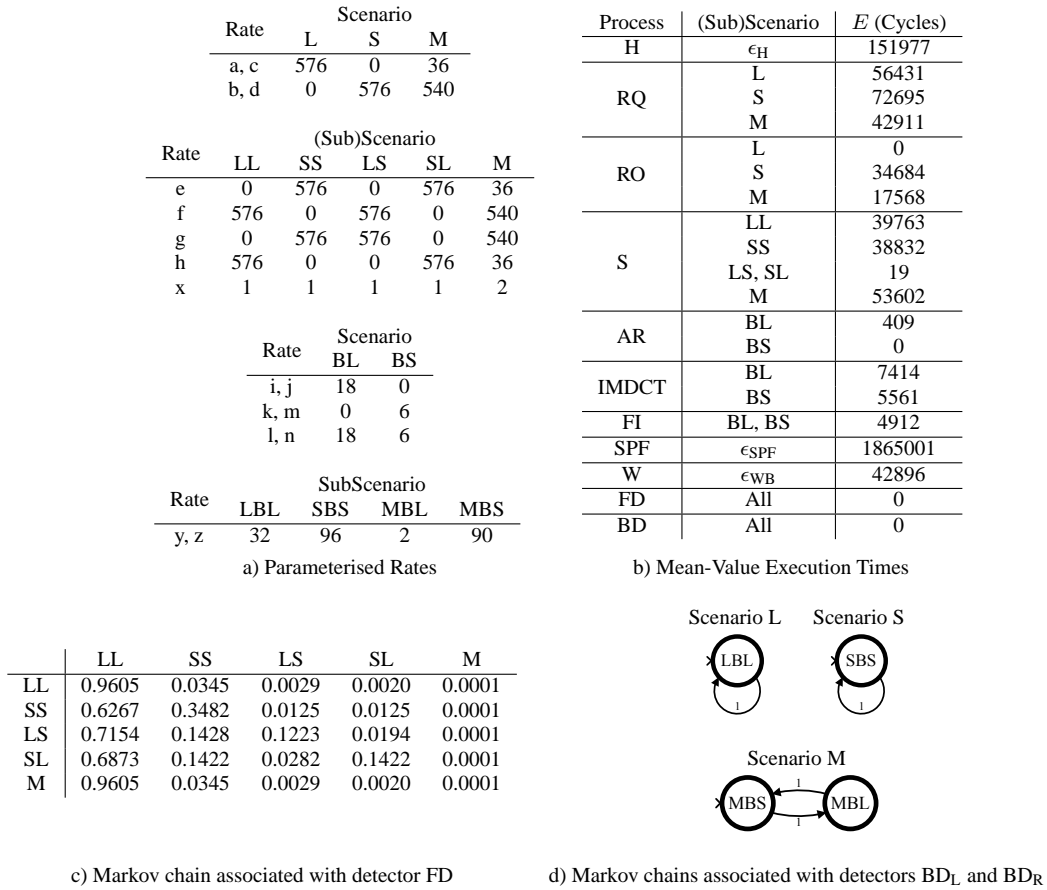 Scenario
Rate L S M
a, c 576 0 36
b, d 0 576 540
(Sub)Scenario
Rate LL SS LS SL M
e 0 576 0 576 36
f 576 0 576 0 540
g 0 576 576 0 540
h 576 0 0 576 36
x 1 1 1 1 2
Scenario
Rate BL BS
i, j 18 0
k, m 0 6
l, n 18 6
SubScenario
Rate LBL SBS MBL MBS
y, z 32 96 2 90
a) Parameterised Rates
Process (Sub)Scenario E (Cycles)
H ϵH 151977
L 56431
RQ S 72695
M 42911
L 0
RO S 34684
M 17568
LL 39763
SS 38832
S LS, SL 19
M 53602
AR BL 409
BS 0
IMDCT BL 7414
BS 5561
FI BL, BS 4912
SPF ϵSPF 1865001
W ϵWB 42896
FD All 0
BD All 0
b) Mean-Value Execution Times
LL SS LS SL M
LL 0.9605 0.0345 0.0029 0.0020 0.0001
SS 0.6267 0.3482 0.0125 0.0125 0.0001
LS 0.7154 0.1428 0.1223 0.0194 0.0001
SL 0.6873 0.1422 0.0282 0.1422 0.0001
M 0.9605 0.0345 0.0029 0.0020 0.0001
c) Markov chain associated with detector FD
Scenario L Scenario S
LBL SBS
1 1
Scenario M
1
MBS MBL
1
d) Markov chains associated with detectors BDL and BDR